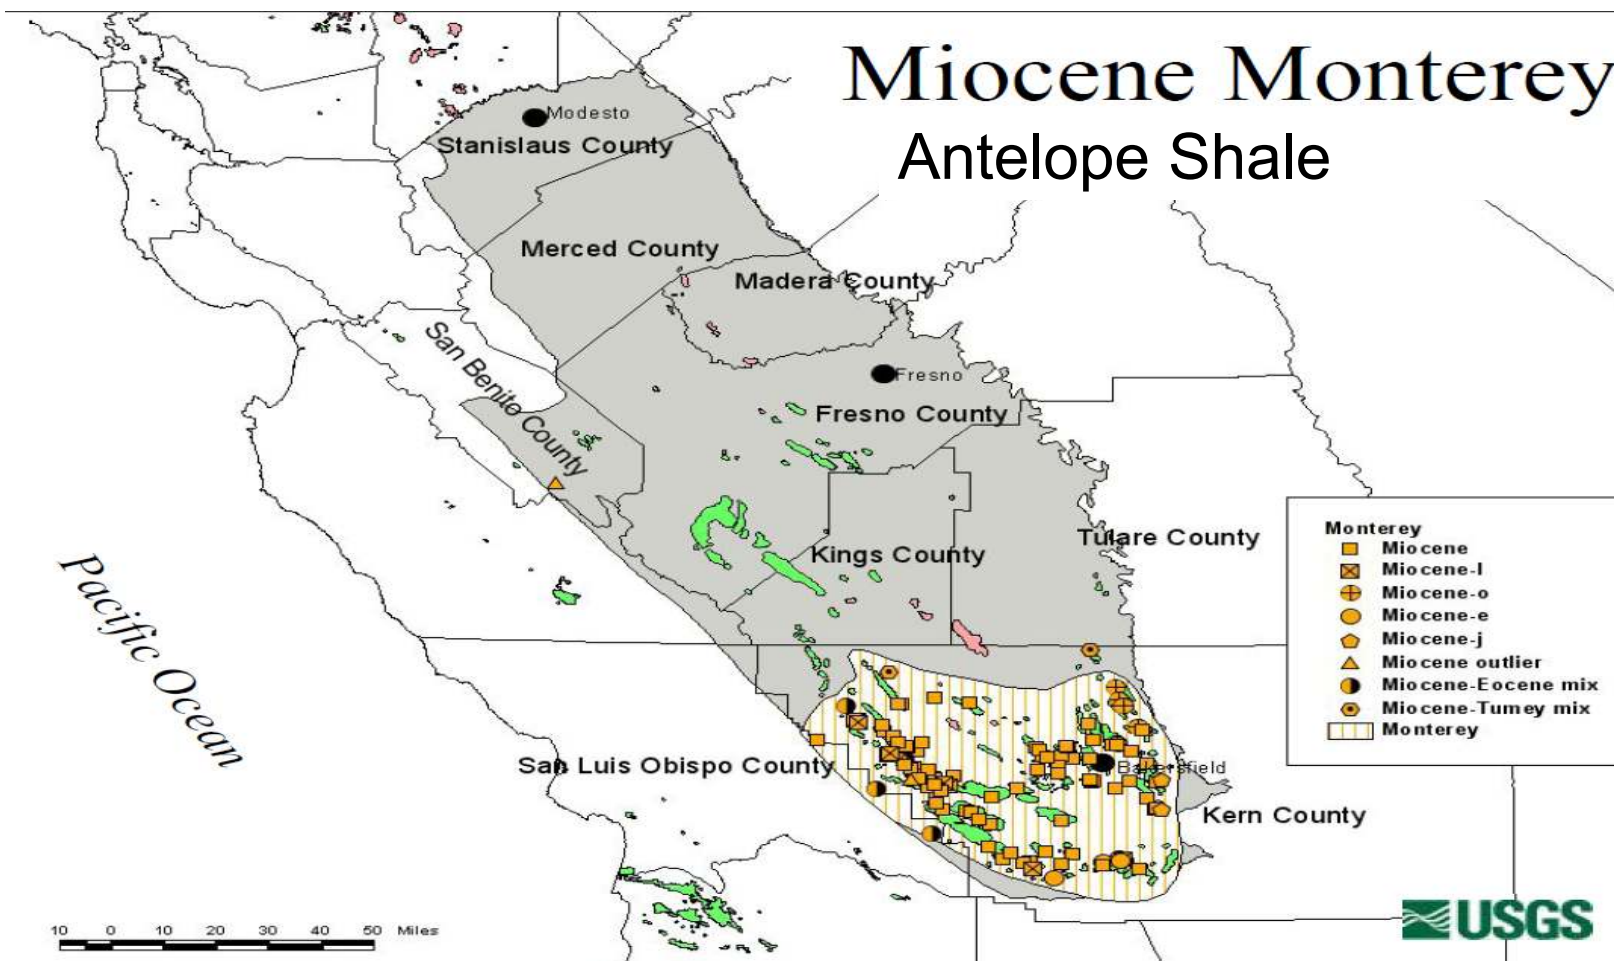 Miocene Monterey
Antelope Shale
Modesto
Stanislaus County
Merced County
Madera County
San Benito County
Fresno
Fresno County
Kings County
Tulare County
Pacific Ocean
San Luis Obispo County
Bakersfield
Kern County
Monterey
Miocene
Miocene-l
Miocene-o
Miocene-e
Miocene-j
Miocene outlier
Miocene-Eocene mix
Miocene-Tumey mix
Monterey
10 0 10 20 30 40 50 Miles
USGS